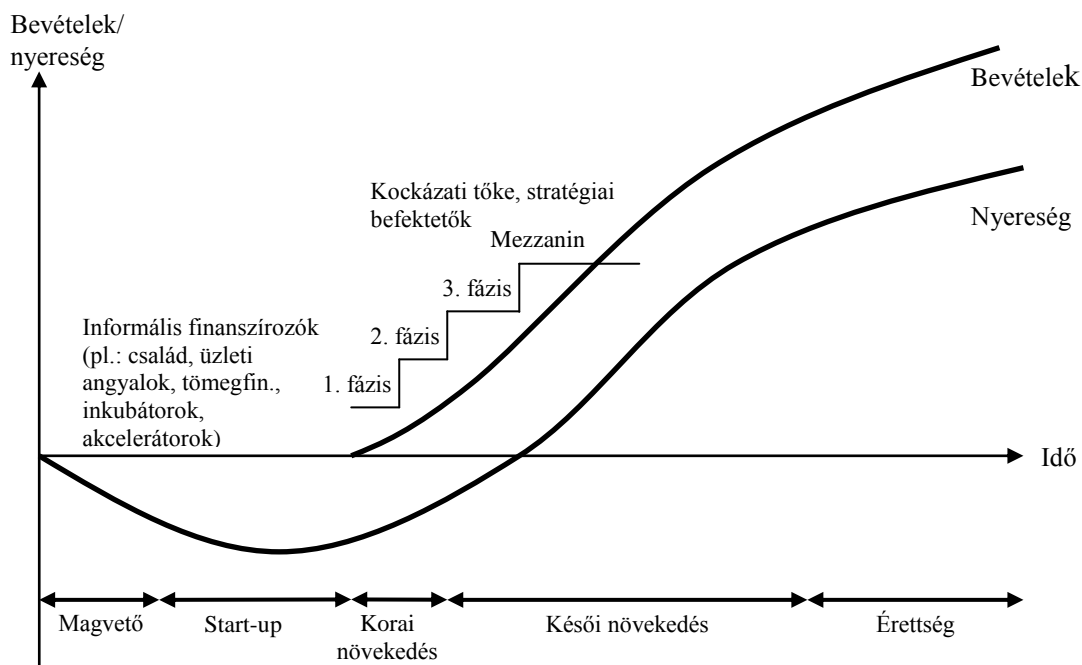 Bevételek/
nyereség
Bevételek
Kockázati tőke, stratégiai
befektetők
Nyereség
Mezzanin
3. fázis
Informális finanszírozók
2. fázis
(pl.: család, üzleti
angyalok, tömegfin.,
1. fázis
inkubátorok,
akcelerátorok)
Idő
Magvető
Start-up
Korai
növekedés
Késői növekedés
Érettség